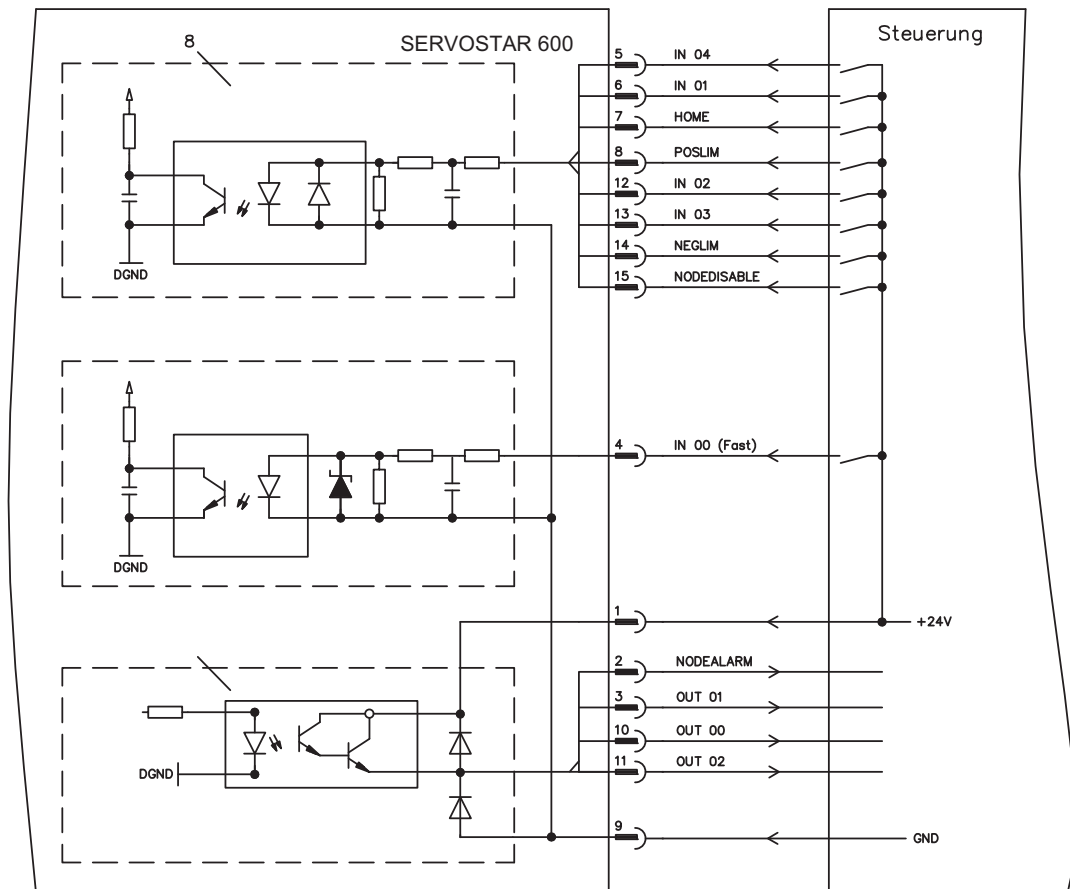 8
SERVOSTAR 600
Steuerung
5 IN 04
6 IN 01
7 HOME
8 POSLIM
12 IN 02
13 IN 03
14 NEGLIM
15 NODEDISABLE
DGND
4 IN 00 (Fast)
DGND
1 +24V
2 NODEALARM
3 OUT 01
10 OUT 00
11 OUT 02
DGND
9 GND